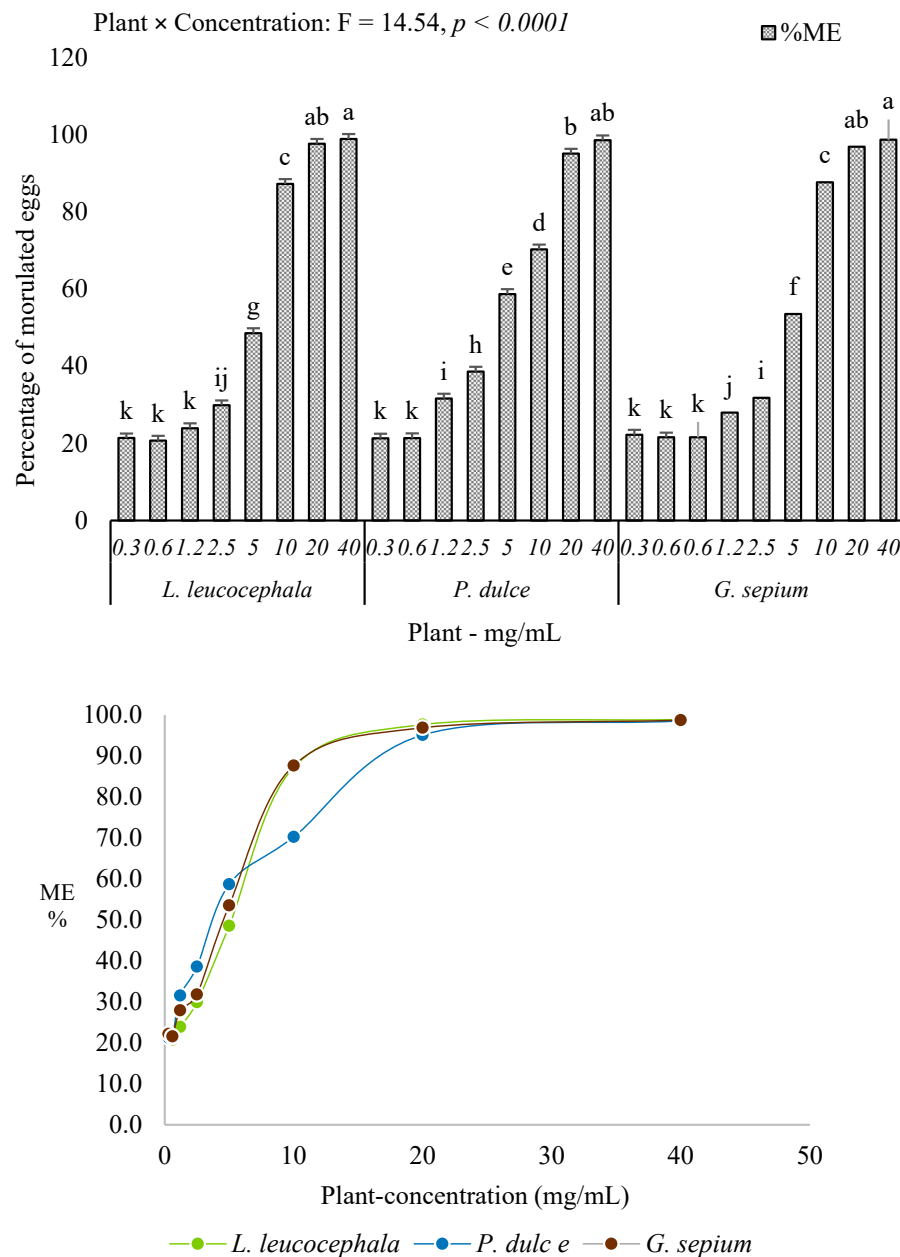 Plant × Concentration: F = 14.54, p < 0.0001
%ME
120
100
80
60
40
20
0
Percentage of morulated eggs
k k k ij g c ab a k k i h e d b ab k k k j i f c ab a
0.3 0.6 1.2 2.5 5 10 20 40 0.3 0.6 1.2 2.5 5 10 20 40 0.3 0.6 0.6 1.2 2.5 5 10 20 40
L. leucocephala P. dulce G. sepium
Plant - mg/mL
100.0
90.0
80.0
70.0
60.0
50.0
40.0
30.0
20.0
10.0
0.0
ME
%
0 10 20 30 40 50
Plant-concentration (mg/mL)
L. leucocephala P. dulc e G. sepium